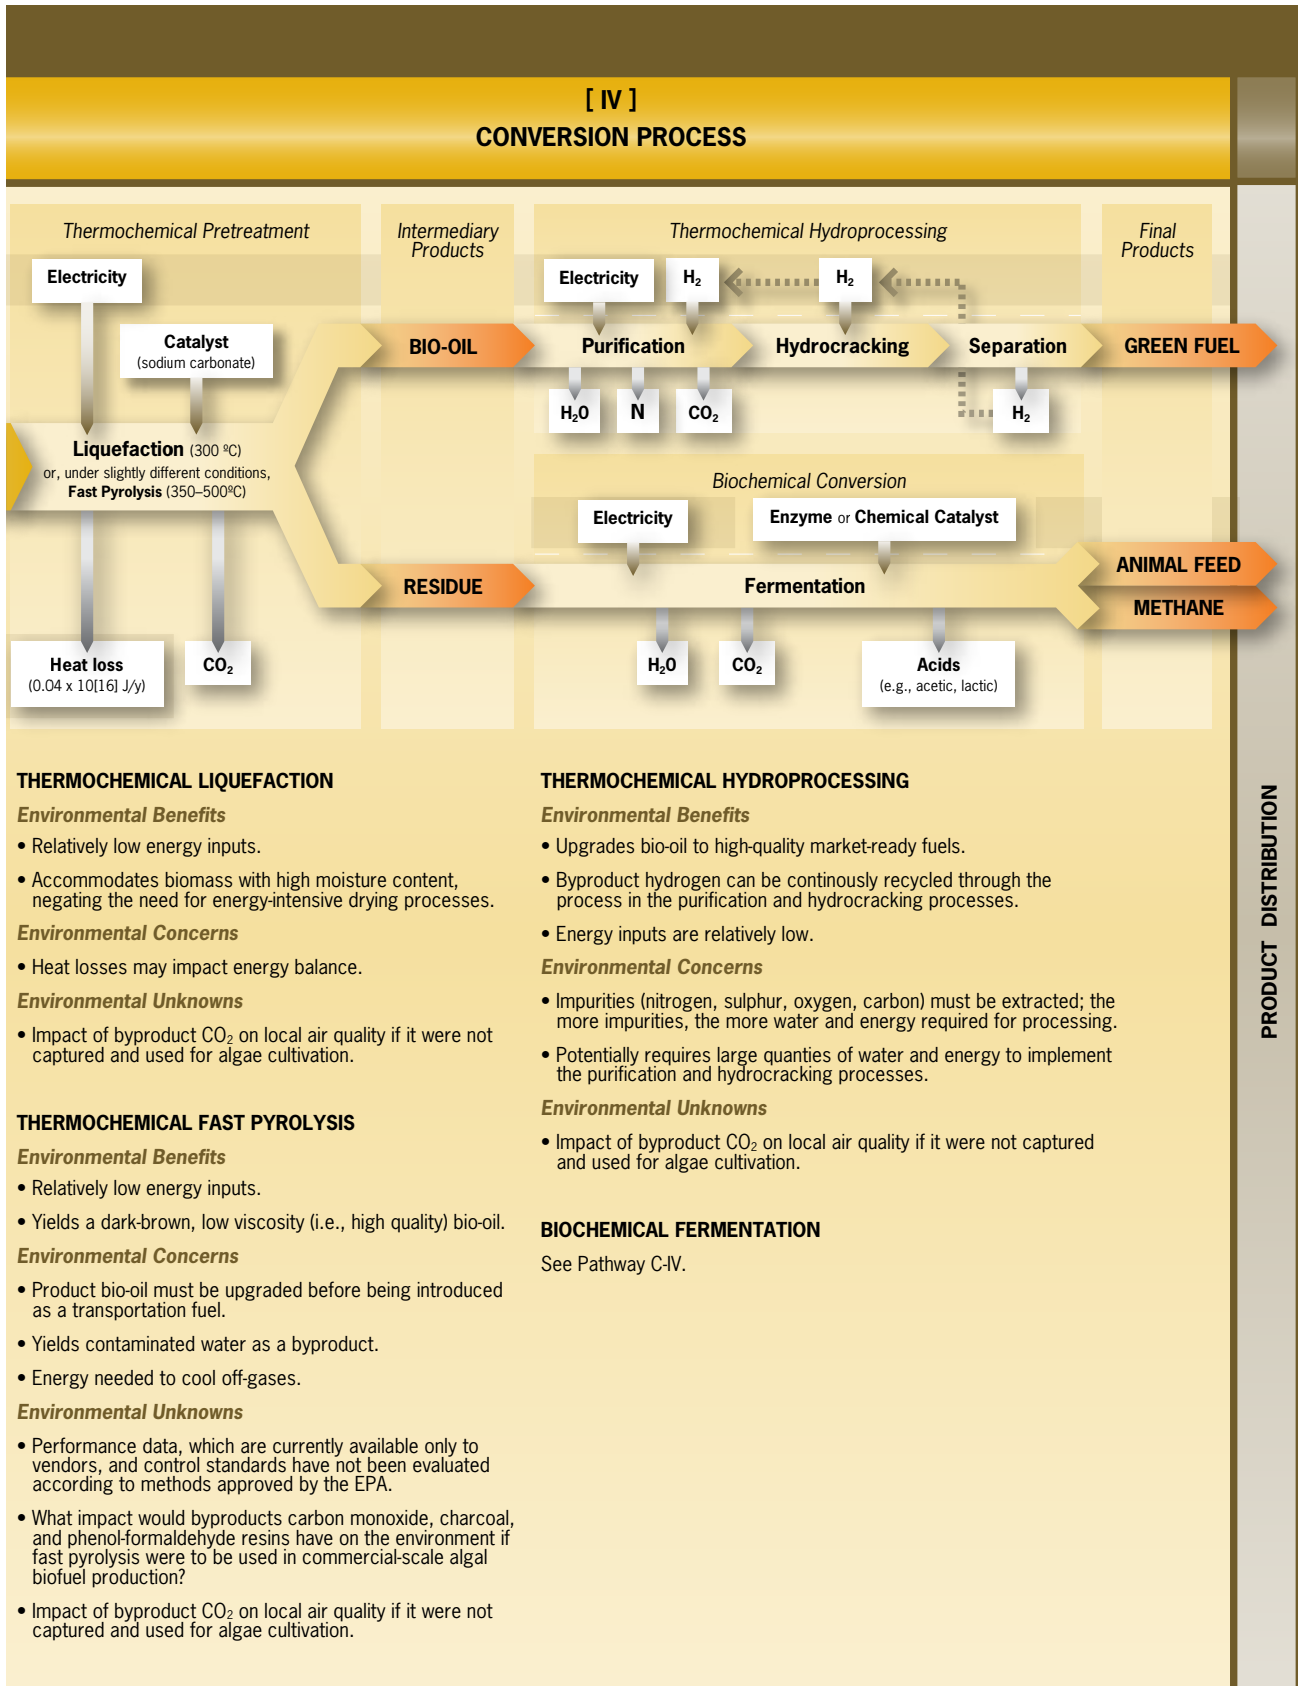 [ IV ]
CONVERSION PROCESS
Thermochemical Pretreatment
Intermediary
Products
Thermochemical Hydroprocessing
Final
Products
Electricity
Catalyst
(sodium carbonate)
Electricity
H₂
H₂
BIO-OIL
Purification
Hydrocracking
Separation
GREEN FUEL
H₂O
N
CO₂
H₂
Liquefaction (300 ºC)
or, under slightly different conditions,
Fast Pyrolysis (350–500ºC)
Biochemical Conversion
Electricity
Enzyme or Chemical Catalyst
RESIDUE
Fermentation
ANIMAL FEED
METHANE
Heat loss
(0.04 x 10[16] J/y)
CO₂
H₂O
CO₂
Acids
(e.g., acetic, lactic)
THERMOCHEMICAL LIQUEFACTION
Environmental Benefits
• Relatively low energy inputs.
• Accommodates biomass with high moisture content,
negating the need for energy-intensive drying processes.
Environmental Concerns
• Heat losses may impact energy balance.
Environmental Unknowns
• Impact of byproduct CO₂ on local air quality if it were not
captured and used for algae cultivation.
THERMOCHEMICAL FAST PYROLYSIS
Environmental Benefits
• Relatively low energy inputs.
• Yields a dark-brown, low viscosity (i.e., high quality) bio-oil.
Environmental Concerns
• Product bio-oil must be upgraded before being introduced
as a transportation fuel.
• Yields contaminated water as a byproduct.
• Energy needed to cool off-gases.
Environmental Unknowns
• Performance data, which are currently available only to
vendors, and control standards have not been evaluated
according to methods approved by the EPA.
• What impact would byproducts carbon monoxide, charcoal,
and phenol-formaldehyde resins have on the environment if
fast pyrolysis were to be used in commercial-scale algal
biofuel production?
• Impact of byproduct CO₂ on local air quality if it were not
captured and used for algae cultivation.
THERMOCHEMICAL HYDROPROCESSING
Environmental Benefits
• Upgrades bio-oil to high-quality market-ready fuels.
• Byproduct hydrogen can be continously recycled through the
process in the purification and hydrocracking processes.
• Energy inputs are relatively low.
Environmental Concerns
• Impurities (nitrogen, sulphur, oxygen, carbon) must be extracted; the
more impurities, the more water and energy required for processing.
• Potentially requires large quanties of water and energy to implement
the purification and hydrocracking processes.
Environmental Unknowns
• Impact of byproduct CO₂ on local air quality if it were not captured
and used for algae cultivation.
BIOCHEMICAL FERMENTATION
See Pathway C-IV.
PRODUCT DISTRIBUTION